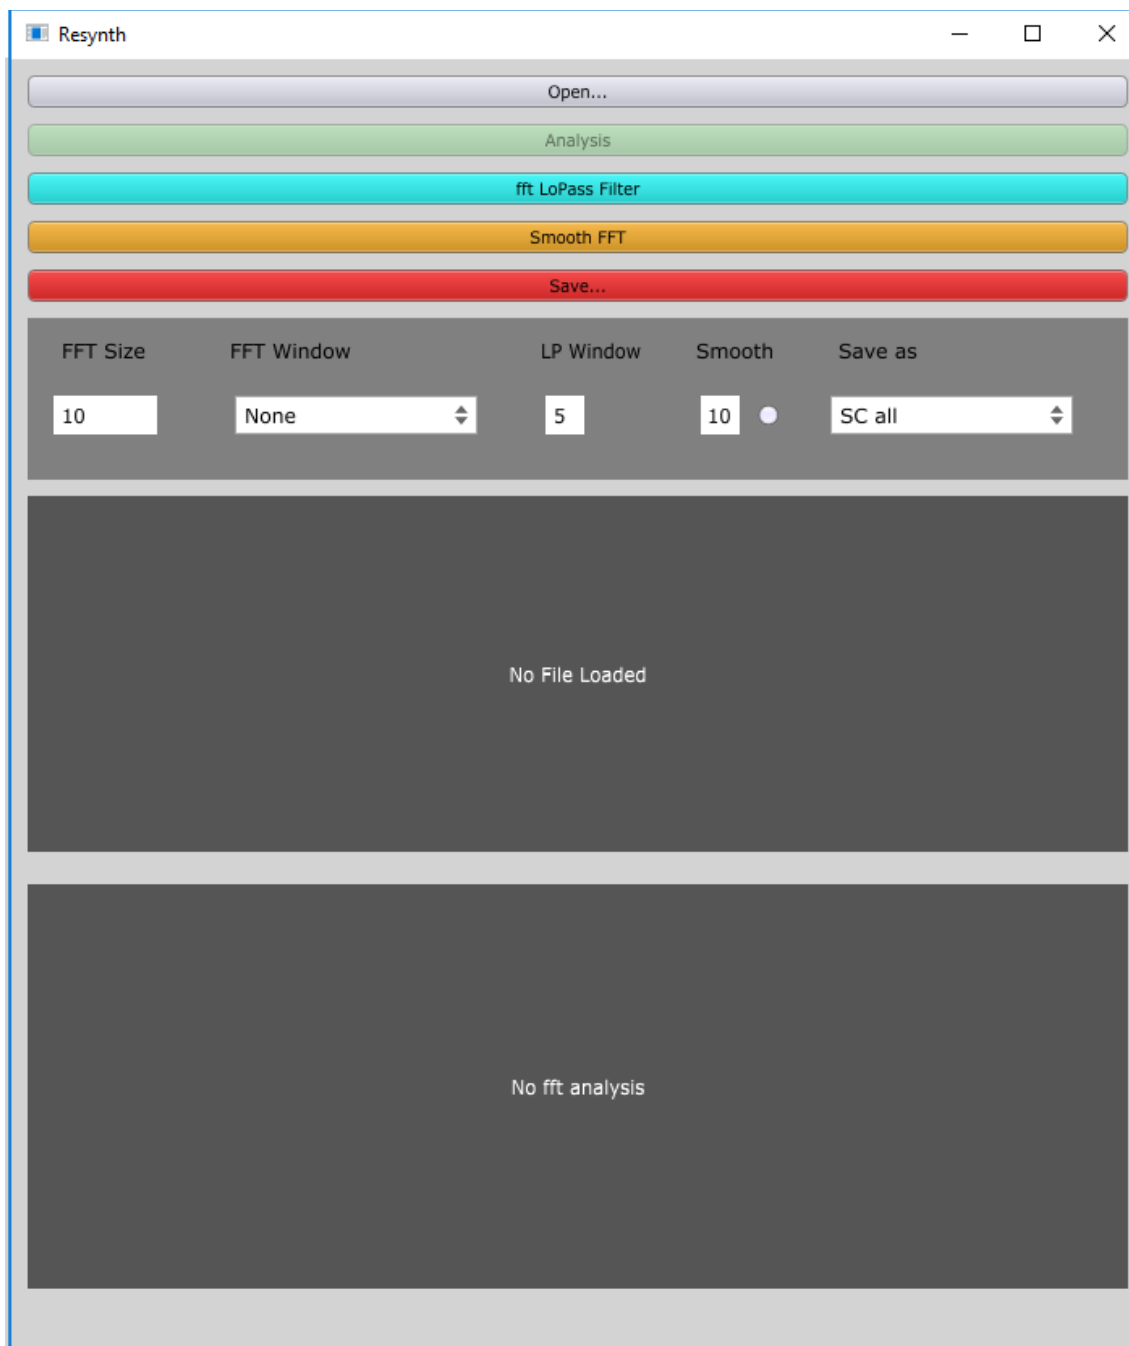 Resynth
Open...
Analysis
fft LoPass Filter
Smooth FFT
Save...
FFT Size FFT Window LP Window Smooth Save as
10 None 5 10 SC all
No File Loaded
No fft analysis